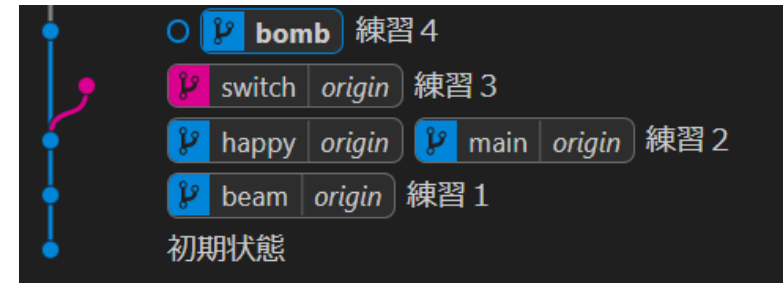 bomb 練習４
switch origin 練習３
happy origin main origin 練習２
beam origin 練習１
初期状態